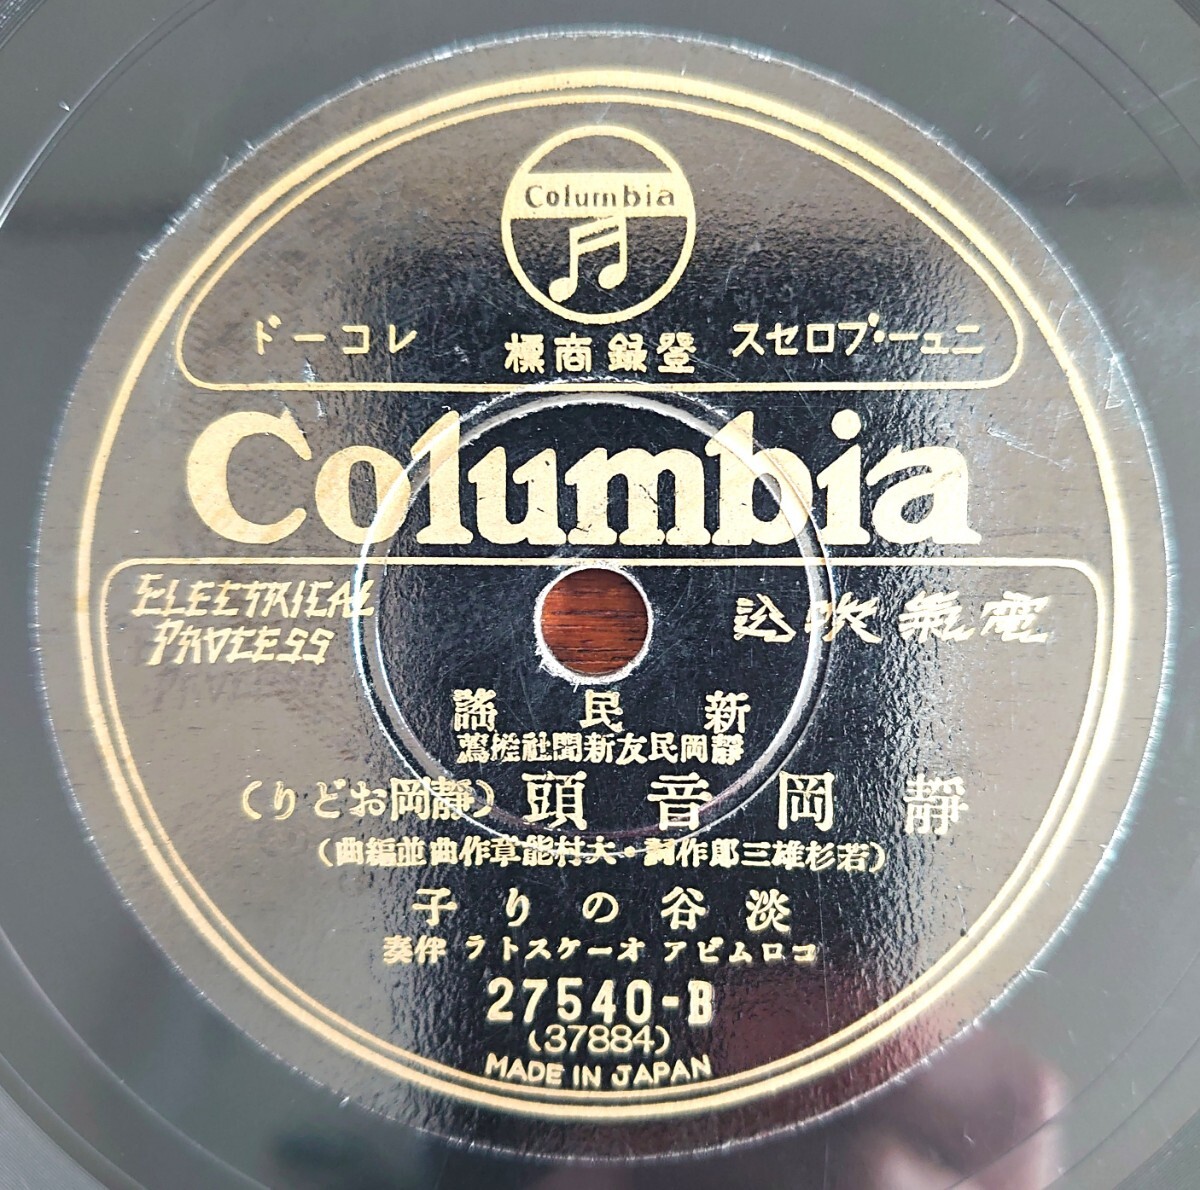 Columbia
ニュー・プロセス 登録商標 レコード
Columbia
ELECTRICAL
PROCESS
電氣吹込
新民謠
靜岡民友新聞社推薦
靜岡音頭 (靜岡おどり)
(若杉雄三郎作詞・大村能章作曲並編曲)
淡谷のり子
コロムビア オーケストラ 伴奏
27540-B
(37884)
MADE IN JAPAN